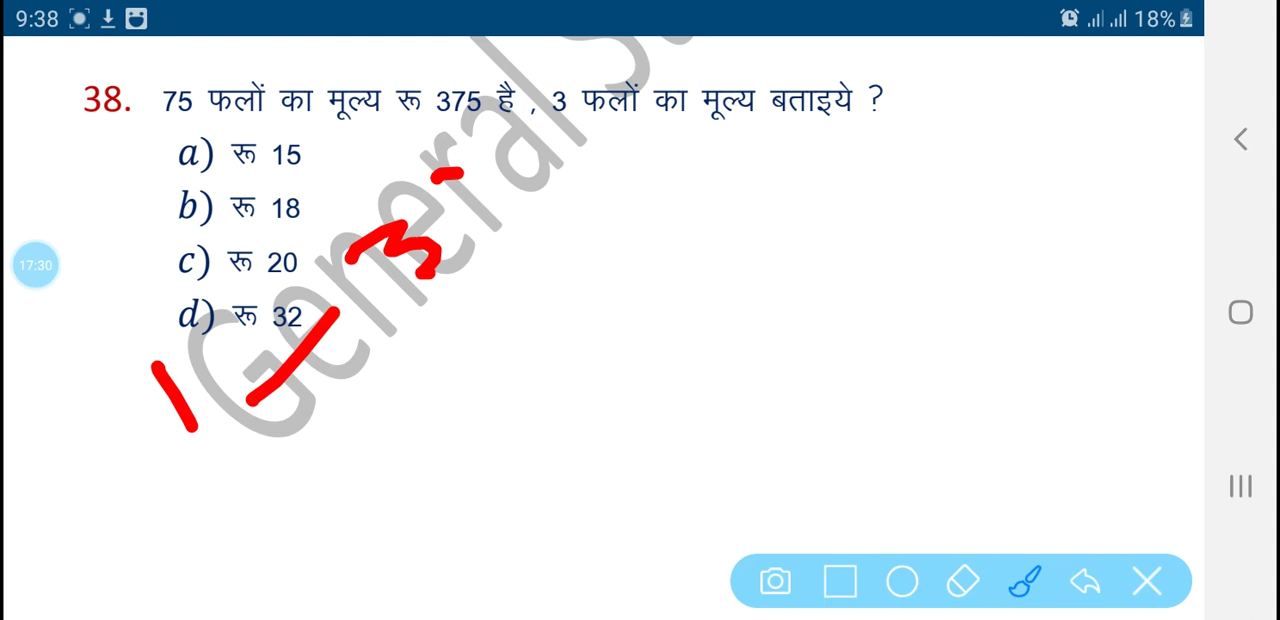 9:38 18%
38. 75 फलों का मूल्य रू 375 है , 3 फलों का मूल्य बताइये ?
a) रू 15
b) रू 18
c) रू 20
d) रू 32
17:30
General